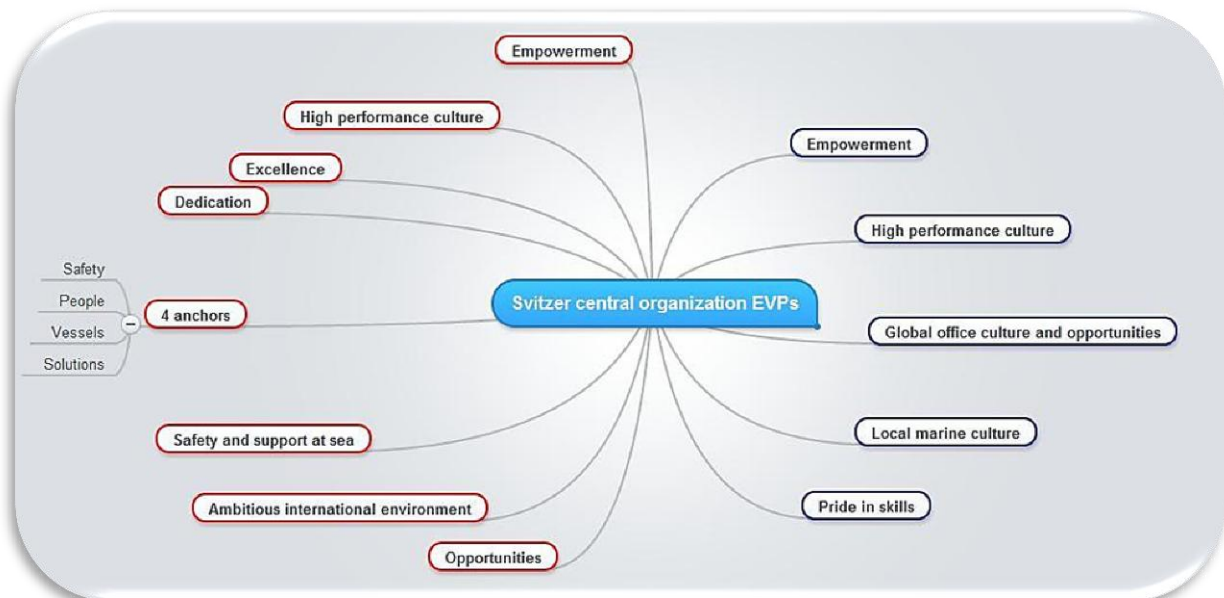 Empowerment
High performance culture
Excellence
Dedication
4 anchors
Safety
People
Vessels
Solutions
Safety and support at sea
Ambitious international environment
Opportunities
Svitzer central organization EVPs
Empowerment
High performance culture
Global office culture and opportunities
Local marine culture
Pride in skills